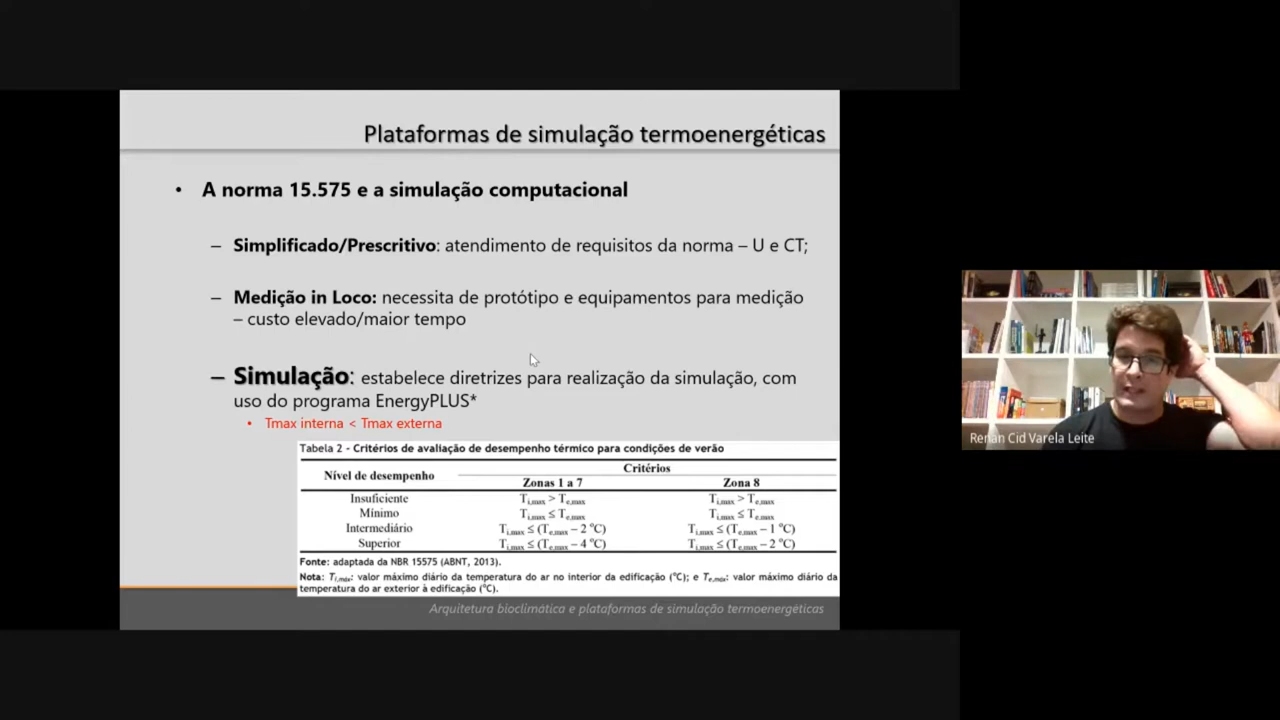 Plataformas de simulação termoenergéticas
• A norma 15.575 e a simulação computacional
– Simplificado/Prescritivo: atendimento de requisitos da norma – U e CT;
– Medição in Loco: necessita de protótipo e equipamentos para medição
– custo elevado/maior tempo
– Simulação: estabelece diretrizes para realização da simulação, com
uso do programa EnergyPLUS*
• Tmax interna < Tmax externa
Tabela 2 - Critérios de avaliação de desempenho térmico para condições de verão
Nível de desempenho Critérios
Zonas 1 a 7 Zona 8
Insuficiente Ti,max > Te,max Ti,max > Te,max
Mínimo Ti,max ≤ Te,max Ti,max ≤ Te,max
Intermediário Ti,max ≤ (Te,max – 2 °C) Ti,max ≤ (Te,max – 1 °C)
Superior Ti,max ≤ (Te,max – 4 °C) Ti,max ≤ (Te,max – 2 °C)
Fonte: adaptada da NBR 15575 (ABNT, 2013).
Nota: Ti,máx: valor máximo diário da temperatura do ar no interior da edificação (°C); e Te,máx: valor máximo diário da
temperatura do ar exterior à edificação (°C).
Arquitetura bioclimática e plataformas de simulação termoenergéticas
Renan Cid Varela Leite